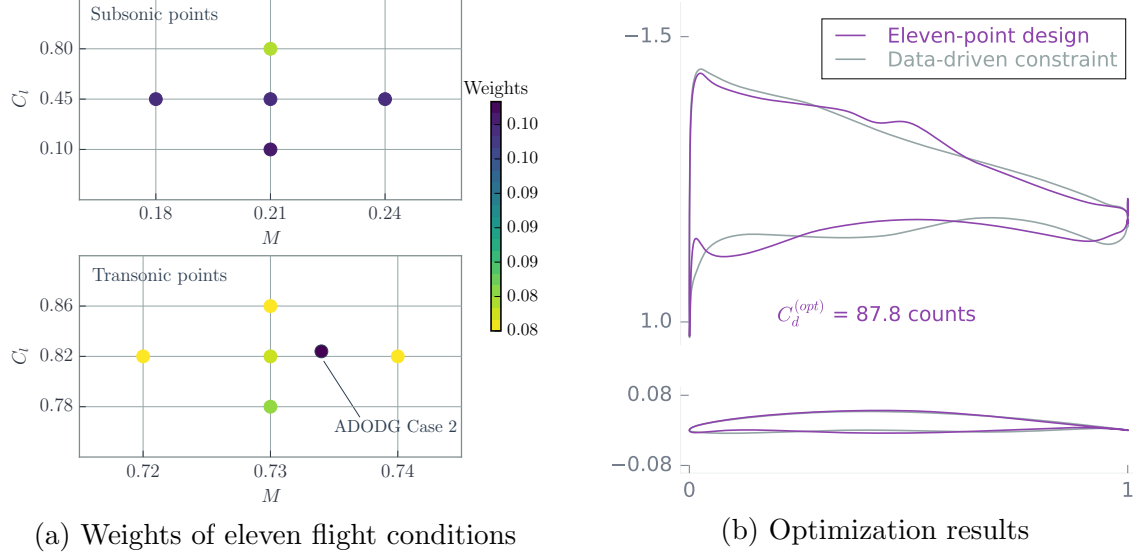 Subsonic points
0.80
0.45
0.10
C_l
0.18
0.21
0.24
M
Weights
0.10
0.10
0.09
0.09
0.09
0.08
0.08
Transonic points
0.86
0.82
0.78
C_l
ADODG Case 2
0.72
0.73
0.74
M
(a) Weights of eleven flight conditions
−1.5
Eleven-point design
Data-driven constraint
1.0
C_d^(opt) = 87.8 counts
0.08
−0.08
0
1
(b) Optimization results